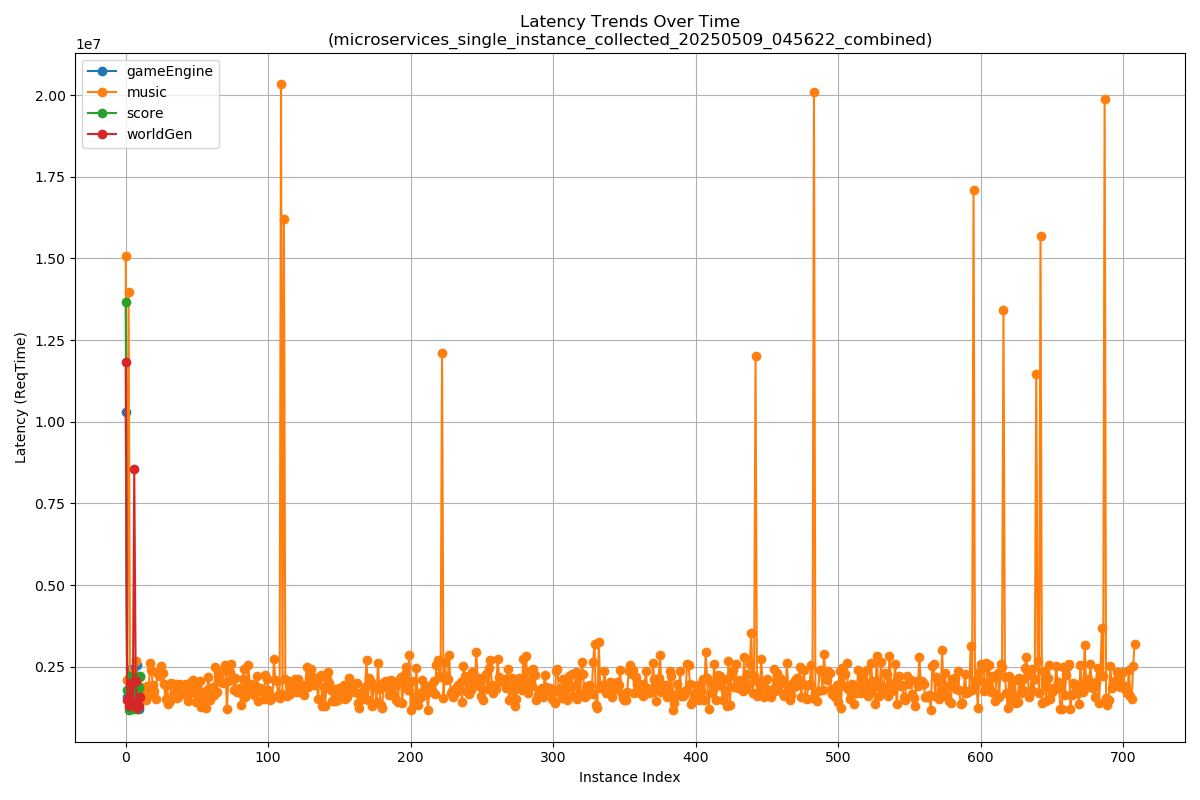 Latency Trends Over Time
(microservices_single_instance_collected_20250509_045622_combined)
1e7
gameEngine
music
score
worldGen
2.00
1.75
1.50
1.25
1.00
0.75
0.50
0.25
Latency (ReqTime)
0 100 200 300 400 500 600 700
Instance Index